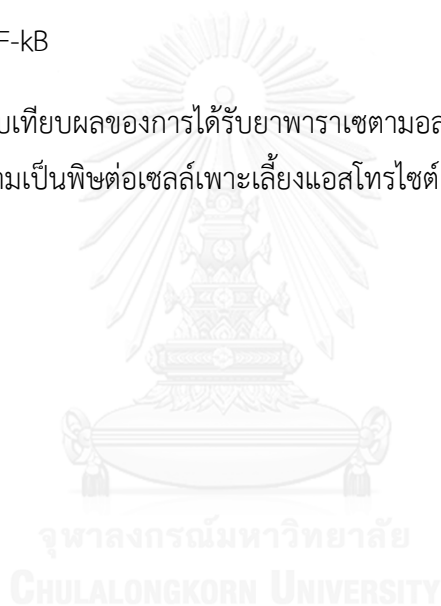 F-kB
บเทียบผลของการได้รับยาพาราเซตามอล
ามเป็นพิษต่อเซลล์เพาะเลี้ยงแอสโทรไซต์
จุฬาลงกรณ์มหาวิทยาลัย
CHULALONGKORN UNIVERSITY